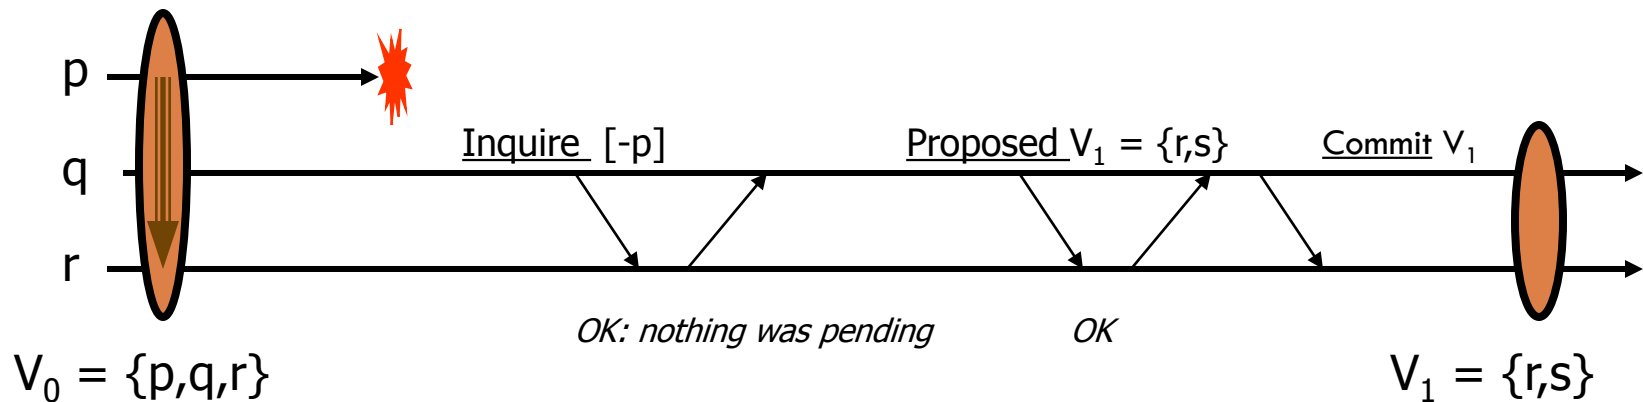 p
Inquire [-p]
Proposed V₁ = {r,s}
Commit V₁
q
r
OK: nothing was pending
OK
V₀ = {p,q,r}
V₁ = {r,s}